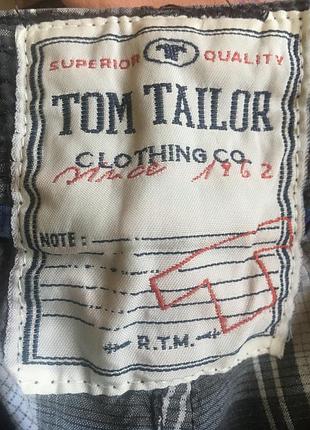 SUPERIOR QUALITY
TOM TAILOR
CLOTHING CO
since 1962
NOTE:
R.T.M.